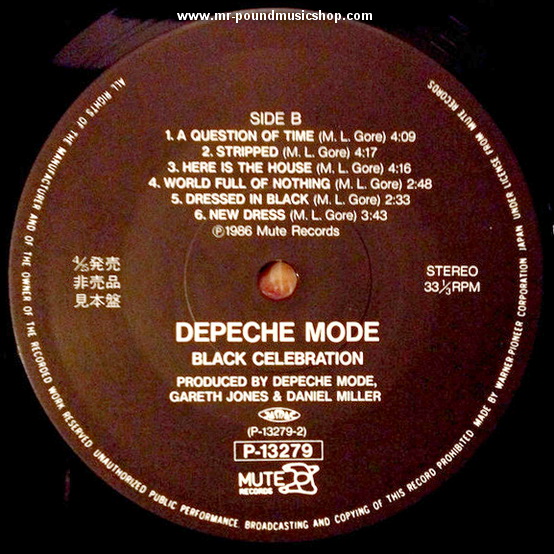 www.mr-poundmusicshop.com
SIDE B
1. A QUESTION OF TIME (M. L. Gore) 4:09
2. STRIPPED (M. L. Gore) 4:17
3. HERE IS THE HOUSE (M. L. Gore) 4:16
4. WORLD FULL OF NOTHING (M. L. Gore) 2:48
5. DRESSED IN BLACK (M. L. Gore) 2:33
6. NEW DRESS (M. L. Gore) 3:43
℗1986 Mute Records
4/25発売
非売品
見本盤
STEREO
33 1/3 RPM
DEPECHE MODE
BLACK CELEBRATION
PRODUCED BY DEPECHE MODE,
GARETH JONES & DANIEL MILLER
(P-13279-2)
P-13279
MUTE
RECORDS
ALL RIGHTS OF THE MANUFACTURER AND OF THE OWNER OF THE RECORDED WORK RESERVED. UNAUTHORIZED PUBLIC PERFORMANCE, BROADCASTING AND COPYING OF THIS RECORD PROHIBITED. MADE BY WARNER-PIONEER CORPORATION JAPAN UNDER LICENSE FROM MUTE RECORDS